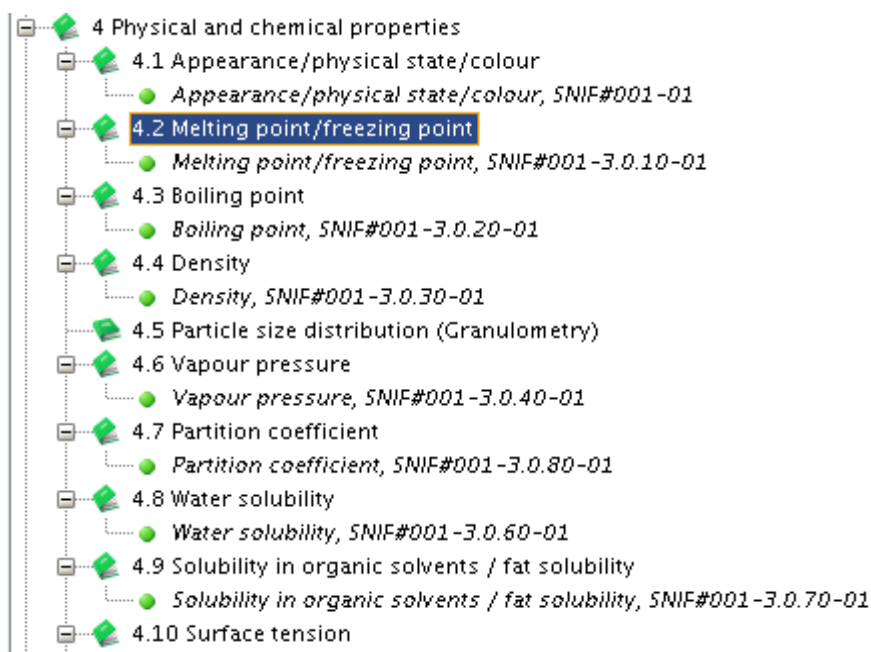 4 Physical and chemical properties
4.1 Appearance/physical state/colour
Appearance/physical state/colour, SNIF#001-01
4.2 Melting point/freezing point
Melting point/freezing point, SNIF#001-3.0.10-01
4.3 Boiling point
Boiling point, SNIF#001-3.0.20-01
4.4 Density
Density, SNIF#001-3.0.30-01
4.5 Particle size distribution (Granulometry)
4.6 Vapour pressure
Vapour pressure, SNIF#001-3.0.40-01
4.7 Partition coefficient
Partition coefficient, SNIF#001-3.0.80-01
4.8 Water solubility
Water solubility, SNIF#001-3.0.60-01
4.9 Solubility in organic solvents / fat solubility
Solubility in organic solvents / fat solubility, SNIF#001-3.0.70-01
4.10 Surface tension